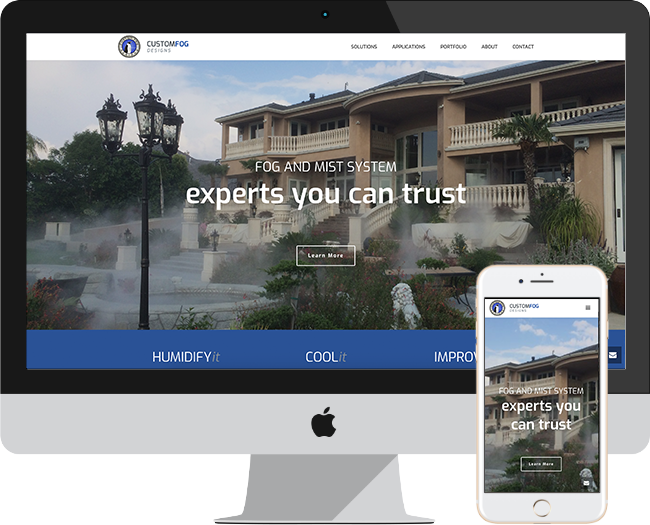 CUSTOMFOG
DESIGNS
SOLUTIONS APPLICATIONS PORTFOLIO ABOUT CONTACT
FOG AND MIST SYSTEM
experts you can trust
Learn More
HUMIDIFYit COOLit IMPROV
CUSTOMFOG
DESIGNS
FOG AND MIST SYSTEM
experts you
can trust
Learn More